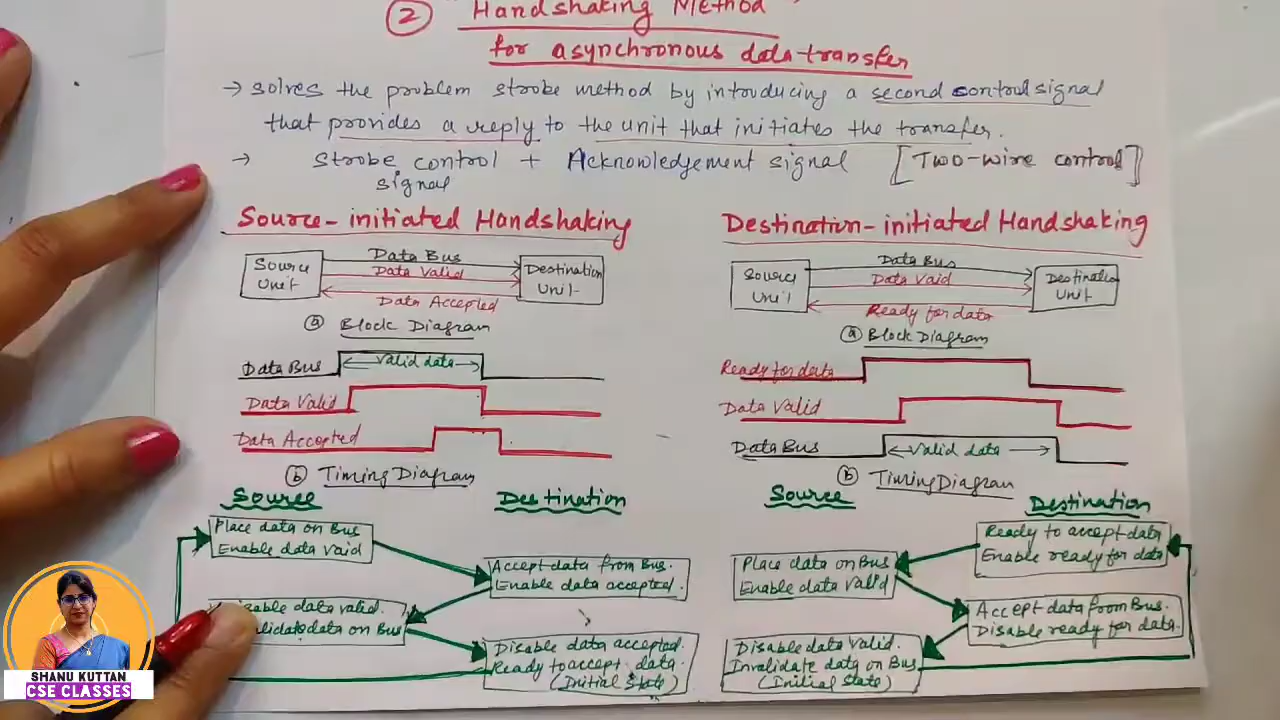 2 Handshaking Method
for asynchronous data-transfer
→ solves the problem strobe method by introducing a second control signal
that provides a reply to the unit that initiates the transfer.
→ Strobe control + Acknowledgement signal [Two-wire control]
signal
Source-initiated Handshaking
Source
Unit
Data Bus
Data Valid
Data Accepted
Destination
Unit
a Block Diagram
Data Bus
Valid data
Data Valid
Data Accepted
b Timing Diagram
Source
Destination
Place data on Bus
Enable data vaid
Accept data from Bus.
Enable data accepted.
data valid.
data on Bus
Disable data accepted.
Ready to accept data.
(Initial State)
Destination-initiated Handshaking
Source
Unit
Data Bus
Data Vaid
Ready for data
Destination
Unit
a Block Diagram
Ready for data
Data Valid
Data Bus
Valid data
b Timing Diagram
Source
Destination
Ready to accept data
Enable ready for data
Place data on Bus
Enable data valid
Accept data from Bus.
Disable ready for data.
Disable data Valid.
Invalidate data on Bus.
(Initial State)
SHANU KUTTAN
CSE CLASSES